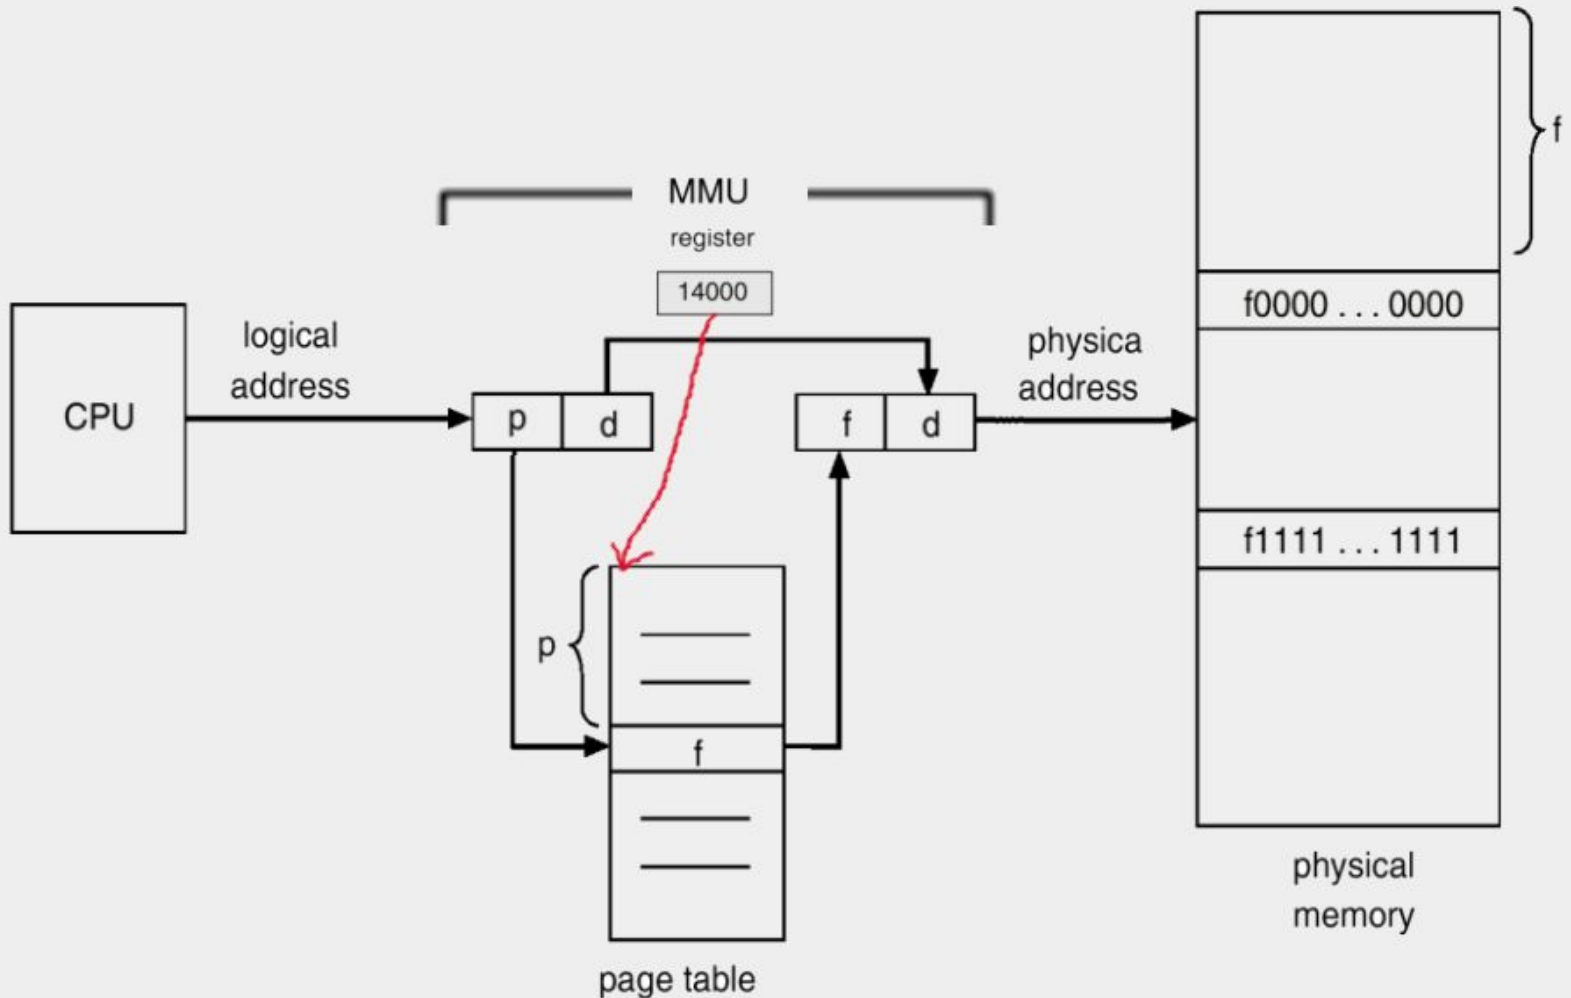 MMU
register
14000
CPU
logical
address
p
d
f
d
physica
address
p
f
page table
f
f0000 . . . 0000
f1111 . . . 1111
physical
memory